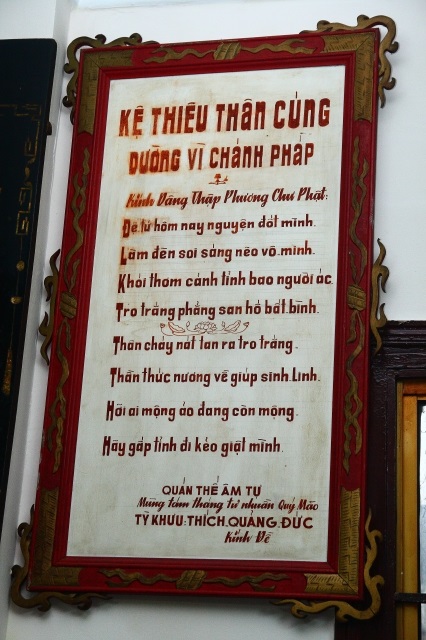 KỆ THIÊU THÂN CÚNG
DƯỜNG VÌ CHÁNH PHÁP
Kính Dâng Thập Phương Chư Phật:
Đệ tử hôm nay nguyện đốt mình.
Làm đèn soi sáng nẻo vô minh.
Khói thơm cảnh tỉnh bao người ác.
Tro trắng phẳng san hố bất bình.
Thân cháy nát tan ra tro trắng.
Thần thức nương về giúp sinh linh.
Hỡi ai mộng ảo đang còn mộng.
Hãy gấp tỉnh đi kẻo giật mình.
QUÁN THẾ ÂM TỰ
Mùng tám tháng tư nhuần Quý Mão
TỲ KHƯU: THÍCH.QUẢNG ĐỨC
Kính Đề